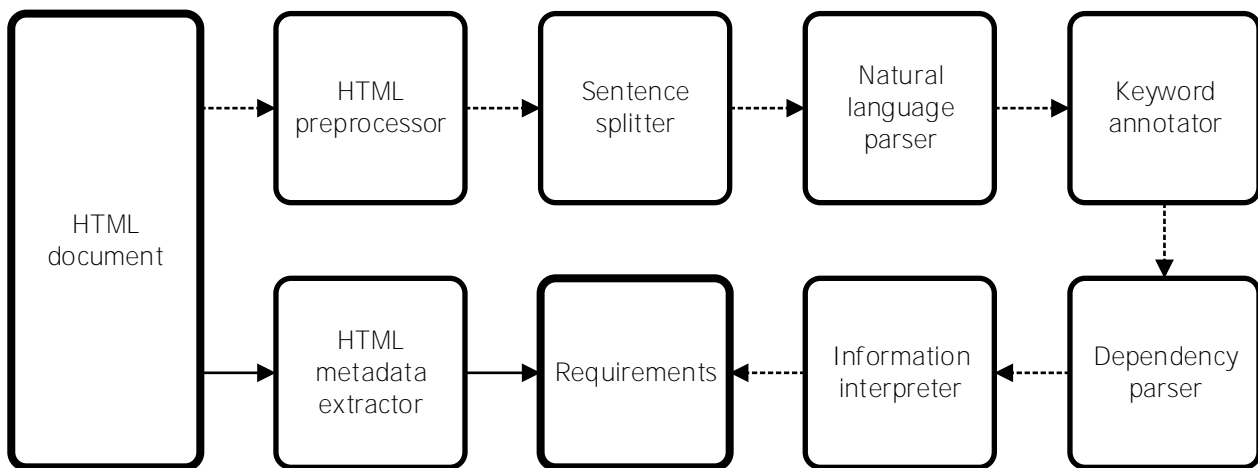 HTML
document
HTML
preprocessor
Sentence
splitter
Natural
language
parser
Keyword
annotator
HTML
metadata
extractor
Requirements
Information
interpreter
Dependency
parser